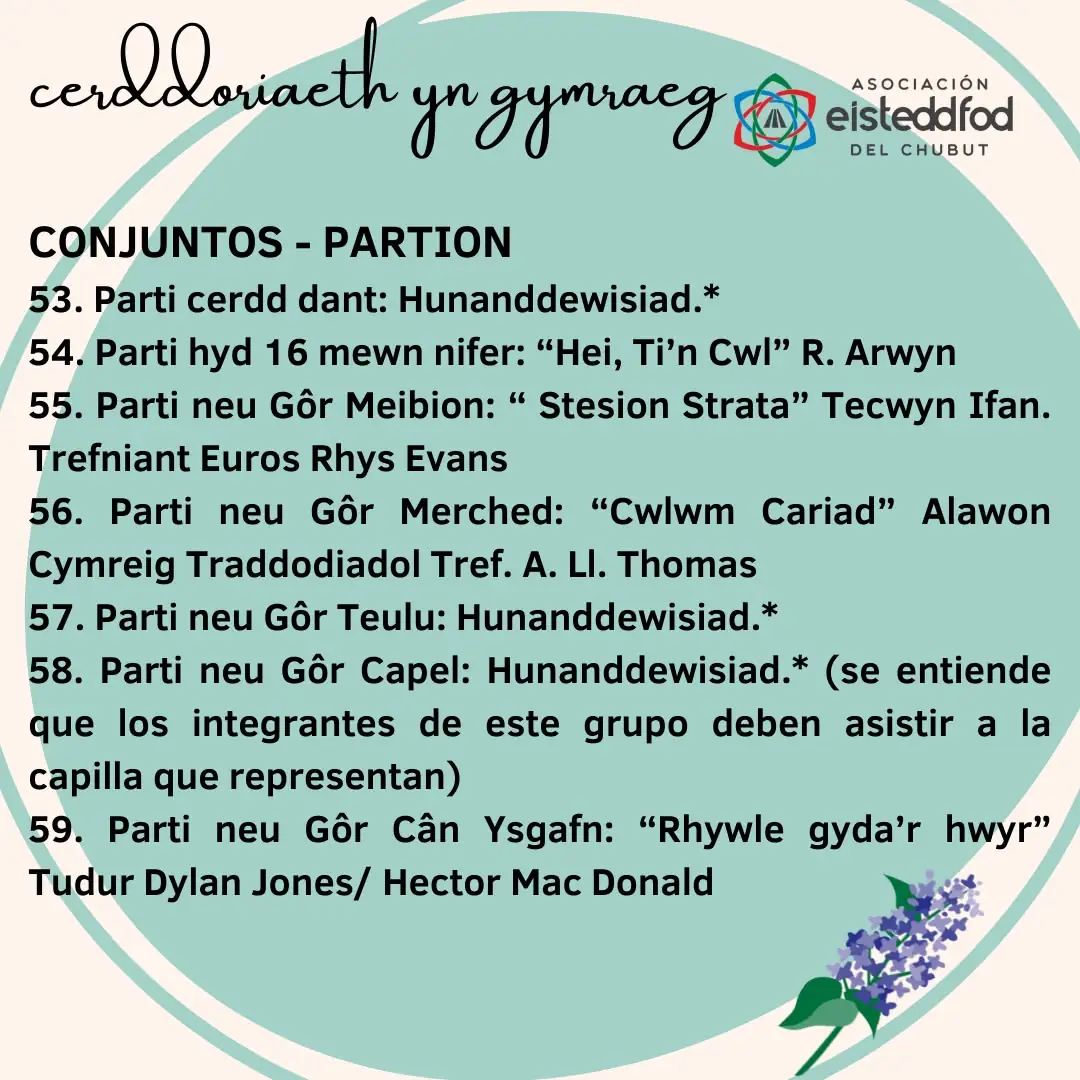 cerddoriaeth yn gymraeg
ASOCIACIÓN
eisteddfod
DEL CHUBUT
CONJUNTOS - PARTION
53. Parti cerdd dant: Hunanddewisiad.*
54. Parti hyd 16 mewn nifer: “Hei, Ti’n Cwl” R. Arwyn
55. Parti neu Gôr Meibion: “ Stesion Strata” Tecwyn Ifan.
Trefniant Euros Rhys Evans
56. Parti neu Gôr Merched: “Cwlwm Cariad” Alawon
Cymreig Traddodiadol Tref. A. Ll. Thomas
57. Parti neu Gôr Teulu: Hunanddewisiad.*
58. Parti neu Gôr Capel: Hunanddewisiad.* (se entiende
que los integrantes de este grupo deben asistir a la
capilla que representan)
59. Parti neu Gôr Cân Ysgafn: “Rhywle gyda’r hwyr”
Tudur Dylan Jones/ Hector Mac Donald